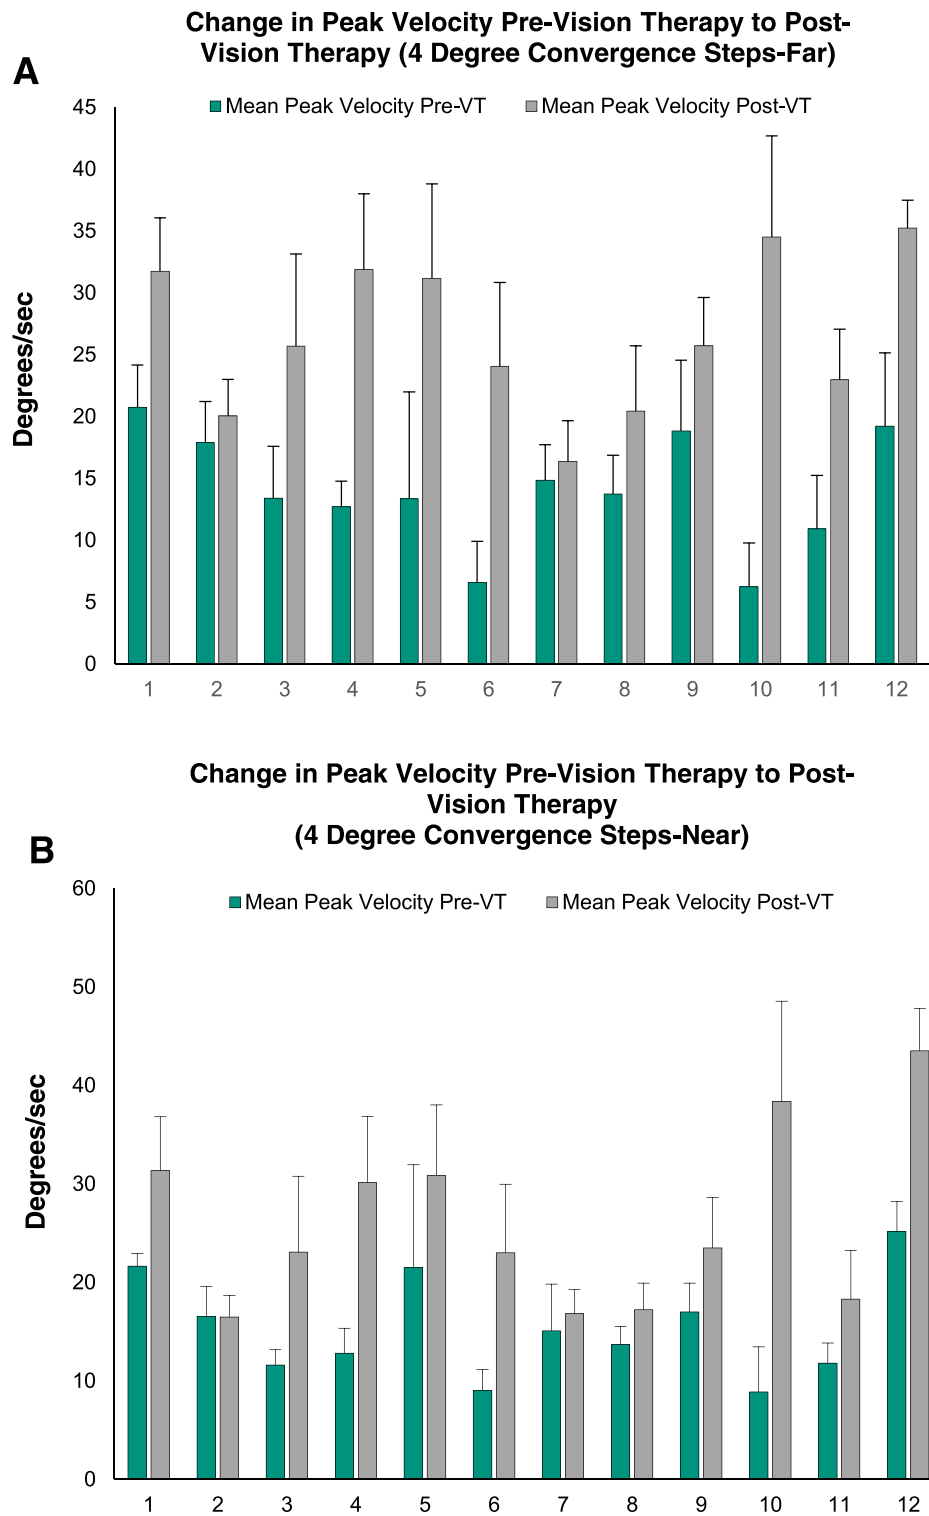 Change in Peak Velocity Pre-Vision Therapy to Post-
Vision Therapy (4 Degree Convergence Steps-Far)
A
45
Mean Peak Velocity Pre-VT
Mean Peak Velocity Post-VT
40
35
30
25
20
15
10
5
0
Degrees/sec
1 2 3 4 5 6 7 8 9 10 11 12
Change in Peak Velocity Pre-Vision Therapy to Post-
Vision Therapy
(4 Degree Convergence Steps-Near)
B
60
Mean Peak Velocity Pre-VT
Mean Peak Velocity Post-VT
50
40
30
20
10
0
Degrees/sec
1 2 3 4 5 6 7 8 9 10 11 12